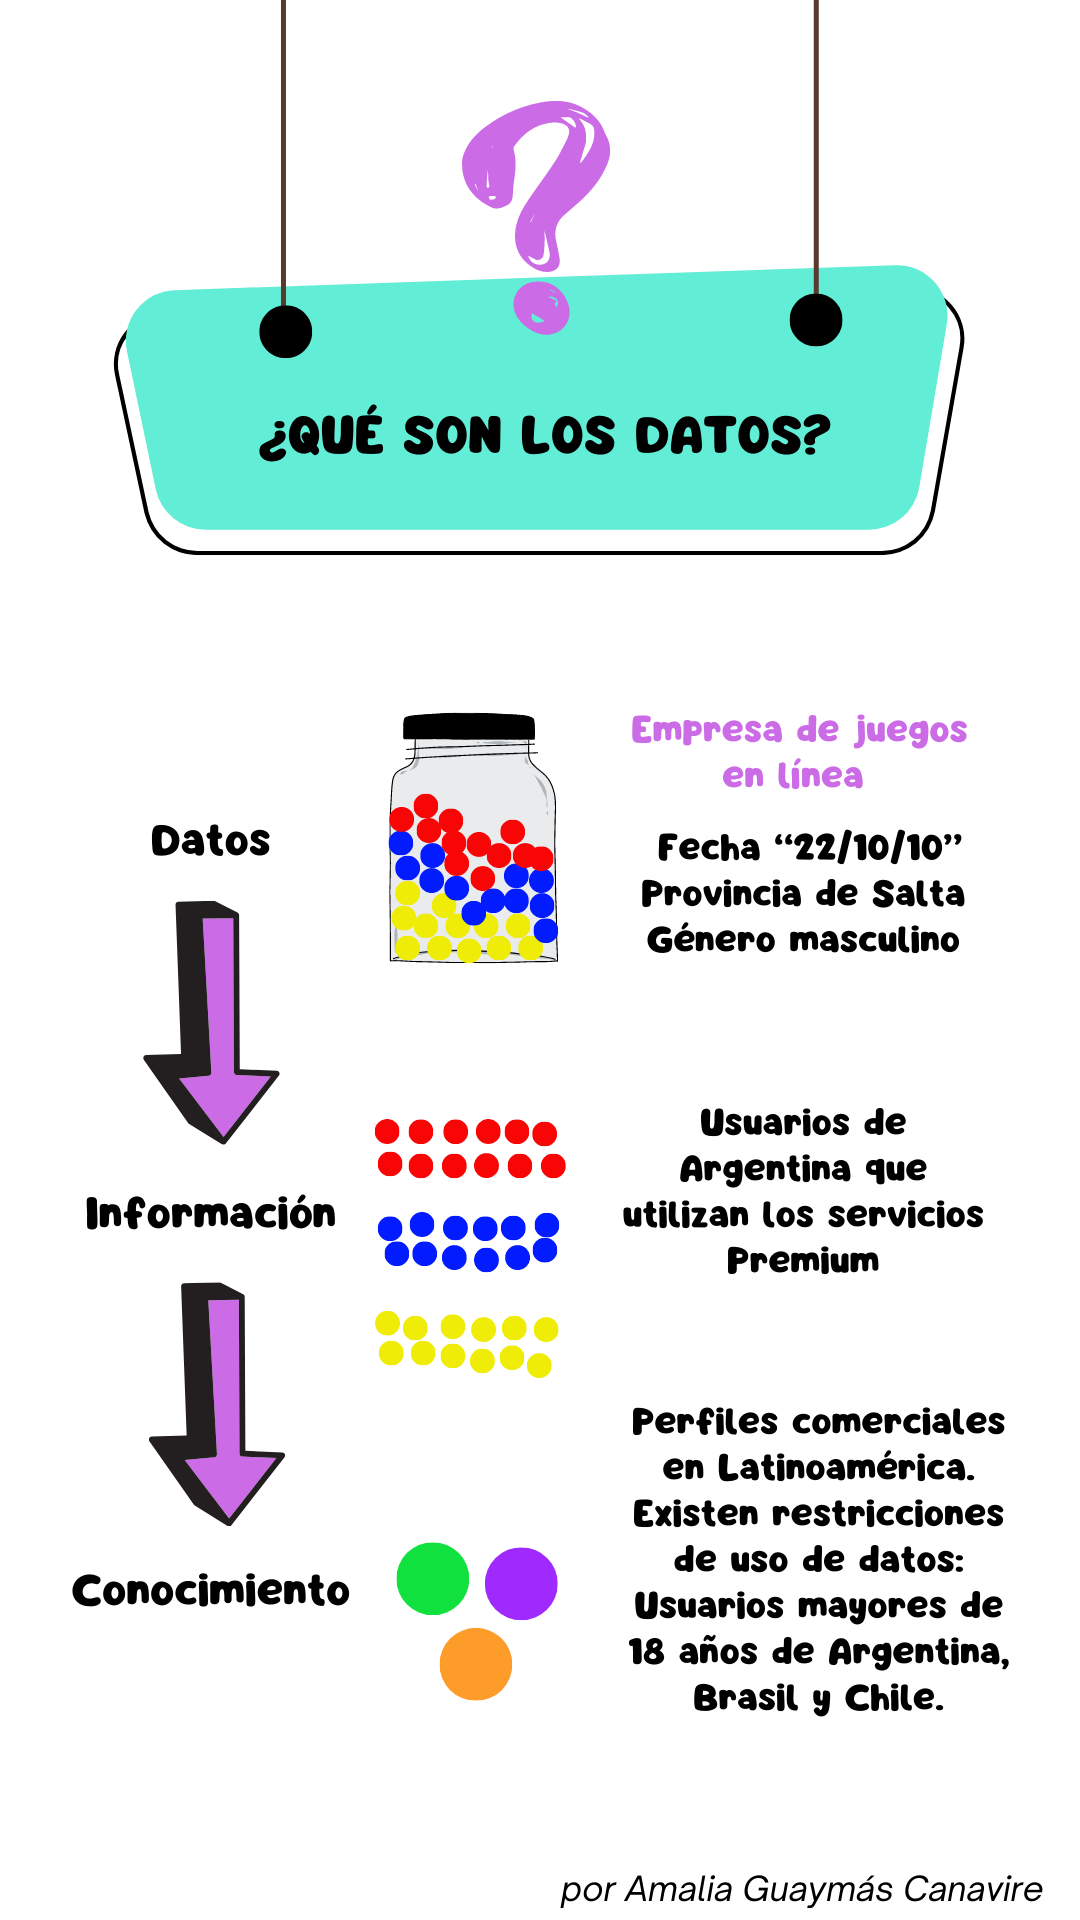 ¿QUÉ SON LOS DATOS?
Empresa de juegos
en línea
Datos
Fecha “22/10/10”
Provincia de Salta
Género masculino
Información
Usuarios de
Argentina que
utilizan los servicios
Premium
Conocimiento
Perfiles comerciales
en Latinoamérica.
Existen restricciones
de uso de datos:
Usuarios mayores de
18 años de Argentina,
Brasil y Chile.
por Amalia Guaymás Canavire